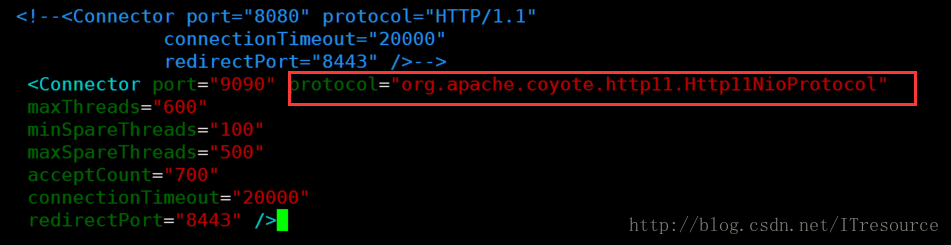 <!--<Connector port="8080" protocol="HTTP/1.1"
connectionTimeout="20000"
redirectPort="8443" />-->
<Connector port="9090" protocol="org.apache.coyote.http11.Http11NioProtocol"
maxThreads="600"
minSpareThreads="100"
maxSpareThreads="500"
acceptCount="700"
connectionTimeout="20000"
redirectPort="8443" />
http://blog.csdn.net/ITresource